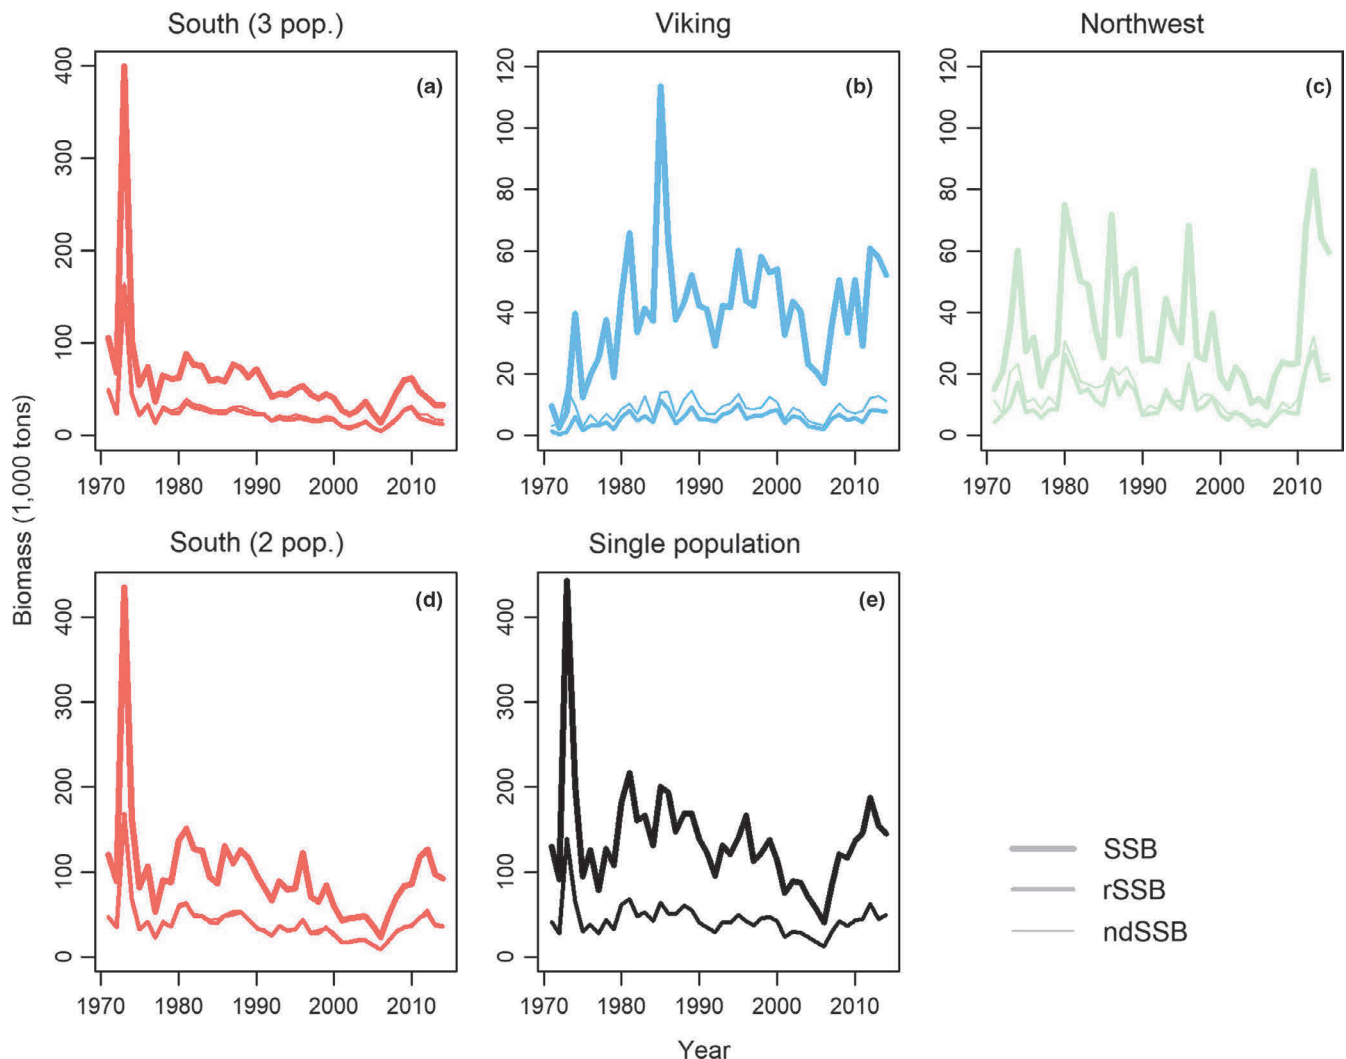 South (3 pop.)
Viking
Northwest
(a)
(b)
(c)
400
300
200
100
0
120
100
80
60
40
20
0
120
100
80
60
40
20
0
1970 1980 1990 2000 2010
1970 1980 1990 2000 2010
1970 1980 1990 2000 2010
Biomass (1,000 tons)
South (2 pop.)
Single population
(d)
(e)
400
300
200
100
0
400
300
200
100
0
1970 1980 1990 2000 2010
1970 1980 1990 2000 2010
SSB
rSSB
ndSSB
Year